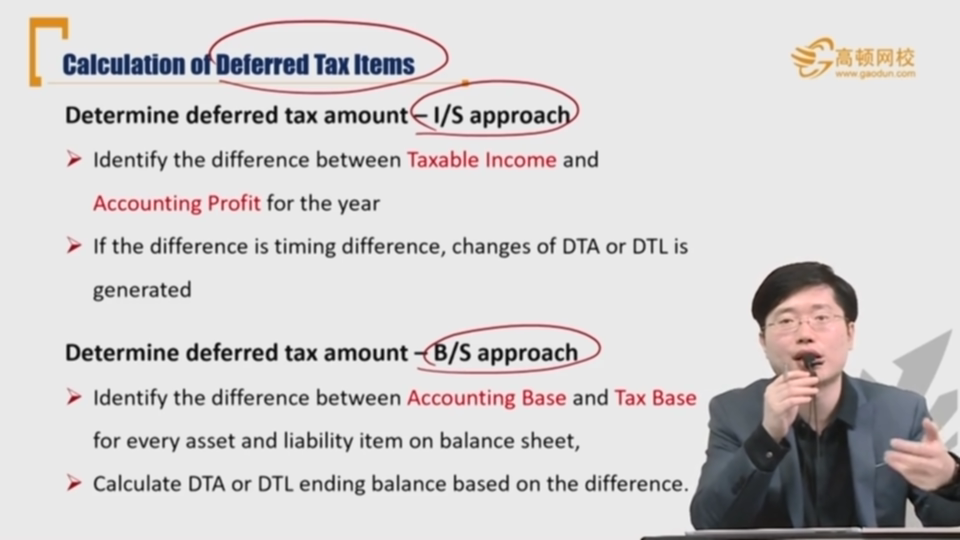 Calculation of Deferred Tax Items
高顿网校
www.gaodun.com
Determine deferred tax amount – I/S approach
Identify the difference between Taxable Income and
Accounting Profit for the year
If the difference is timing difference, changes of DTA or DTL is
generated
Determine deferred tax amount – B/S approach
Identify the difference between Accounting Base and Tax Base
for every asset and liability item on balance sheet,
Calculate DTA or DTL ending balance based on the difference.